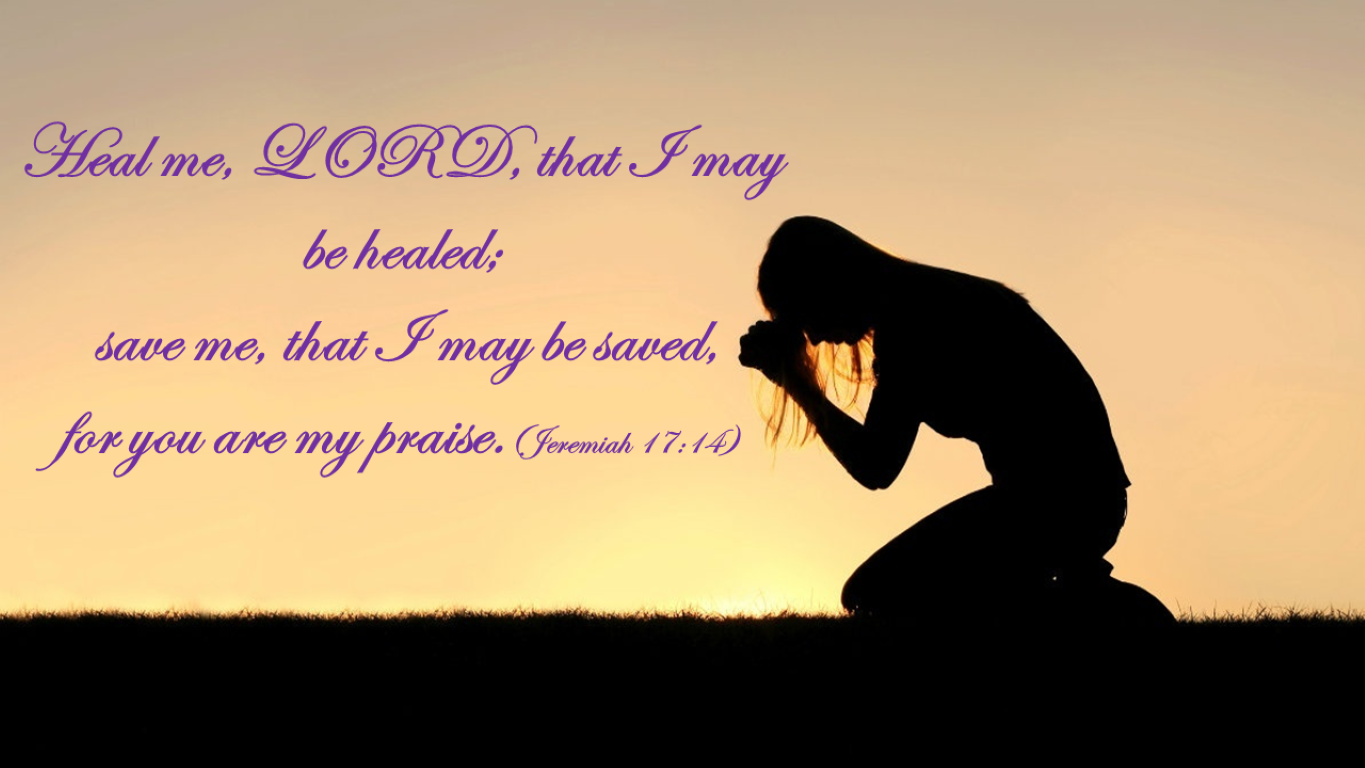 Heal me, LORD, that I may
be healed;
save me, that I may be saved,
for you are my praise. (Jeremiah 17:14)